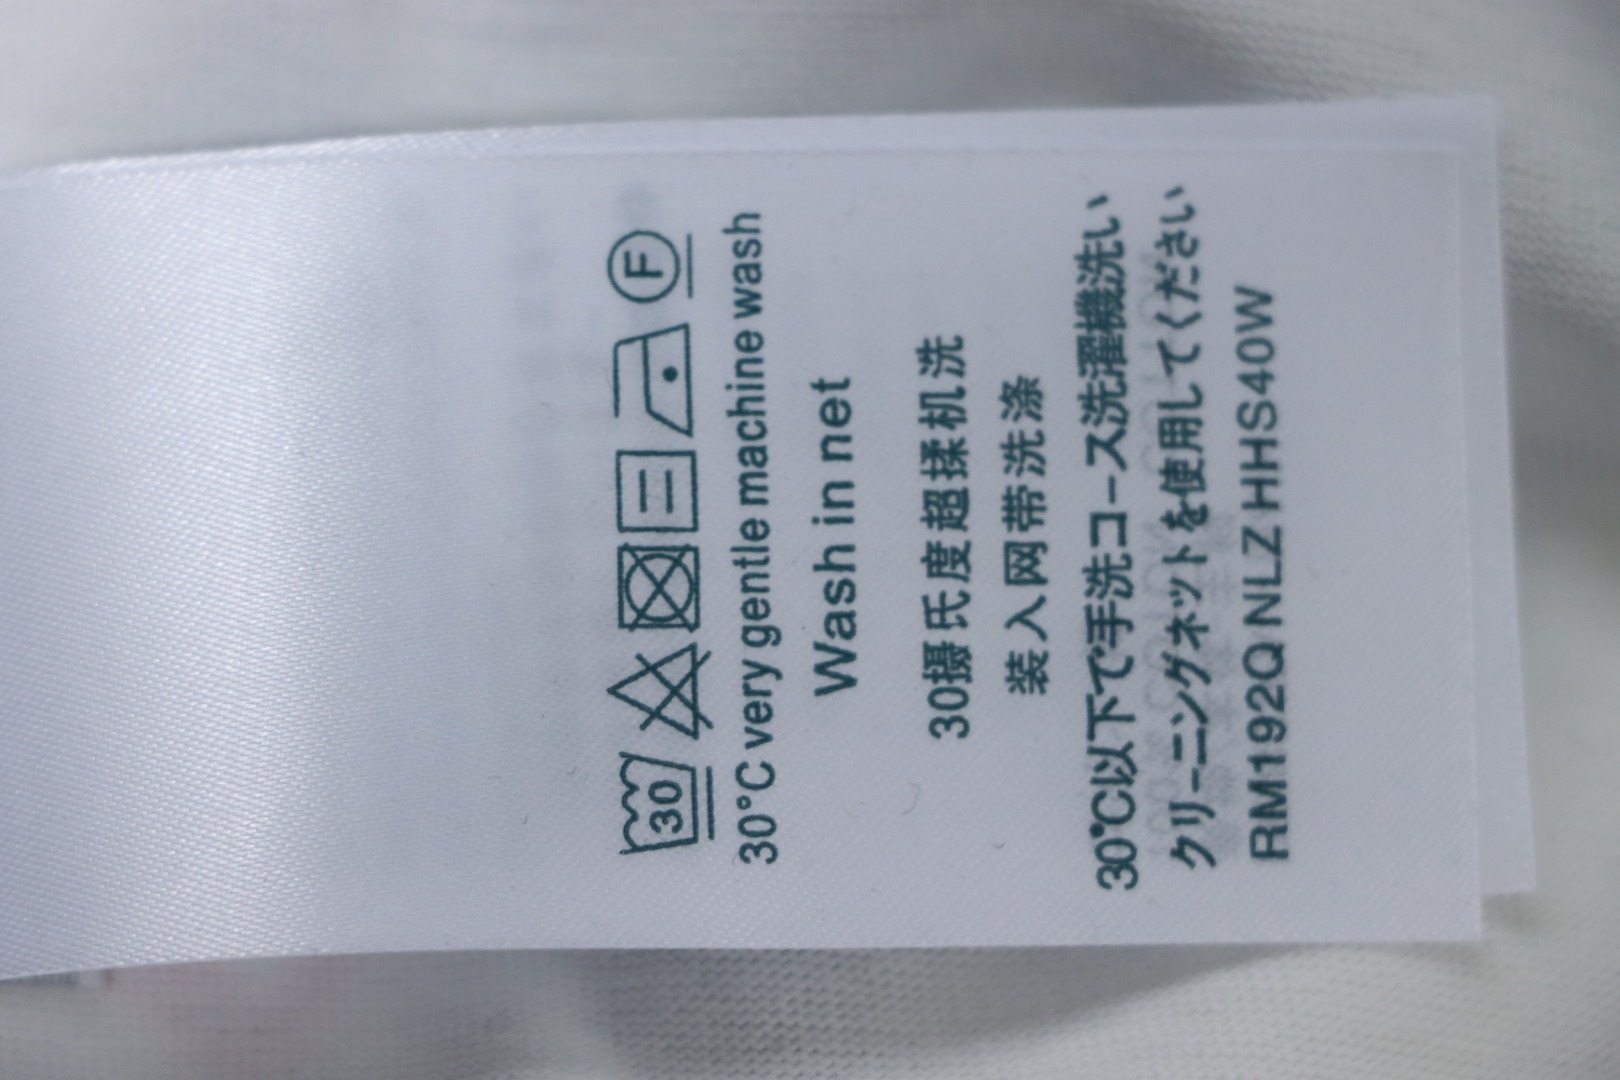 30 F
30°C very gentle machine wash
Wash in net
30摄氏度超揉机洗
装入网带洗涤
30℃以下で手洗コース洗濯機洗い
クリーニングネットを使用してください
RM192Q NLZ HHS40W